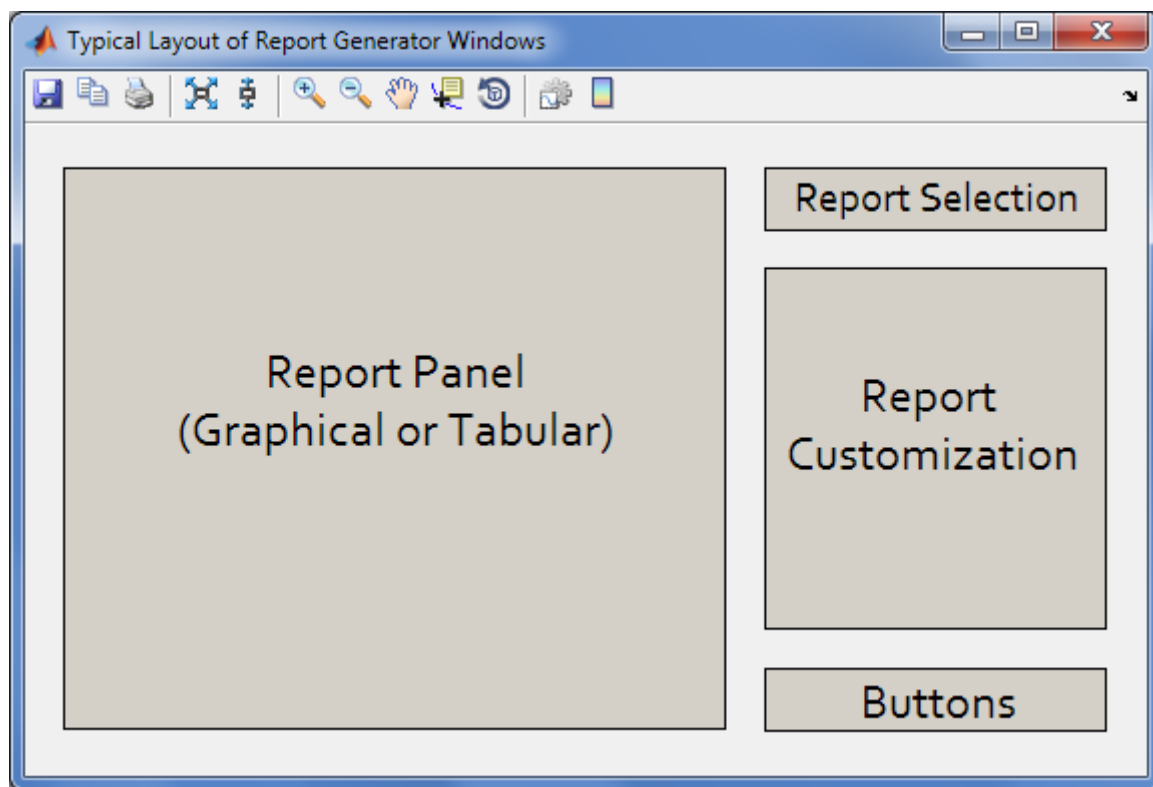 Typical Layout of Report Generator Windows
Report Panel
(Graphical or Tabular)
Report Selection
Report
Customization
Buttons